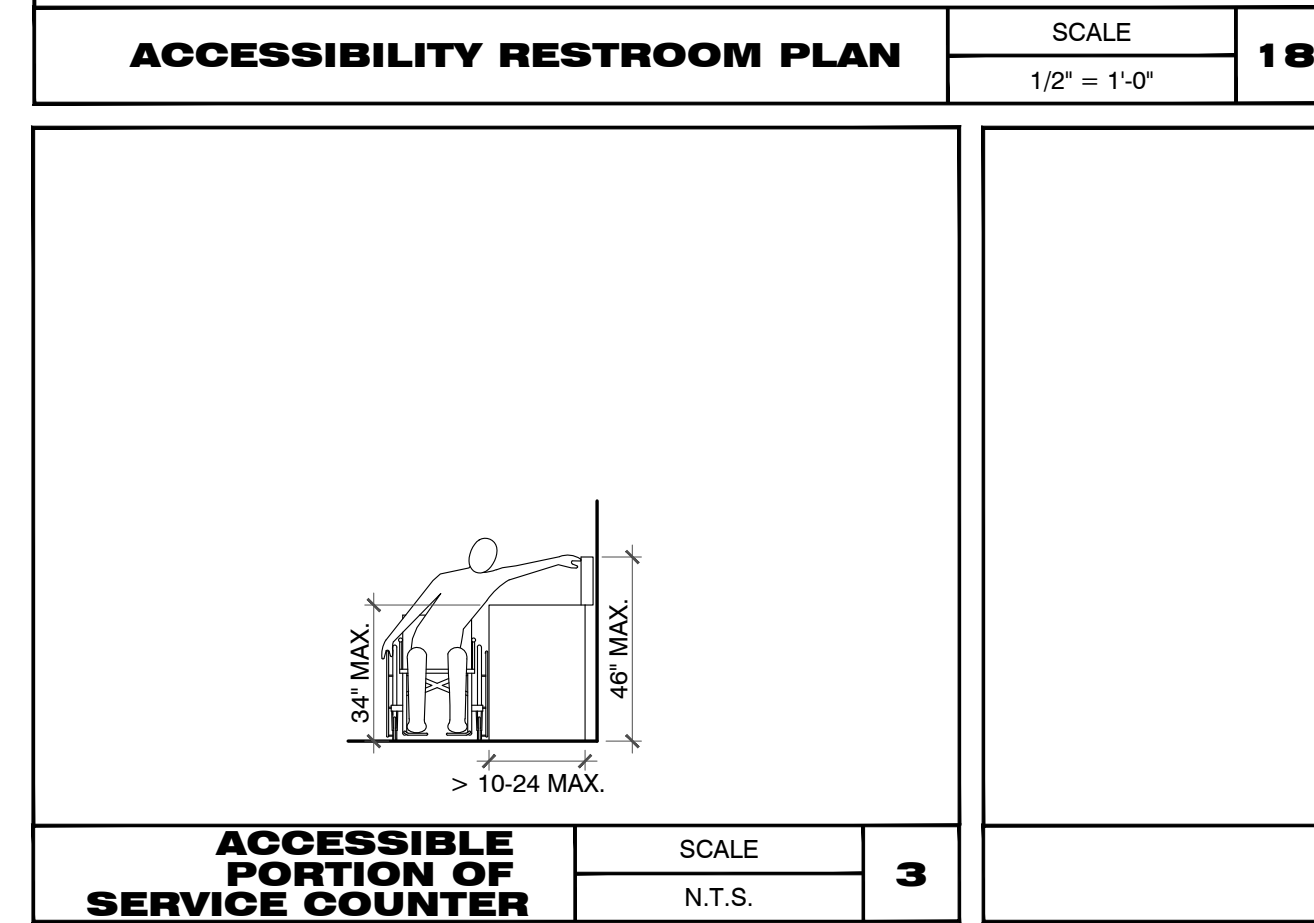 ACCESSIBILITY RESTROOM PLAN
SCALE
1/2" = 1'-0"
18
34" MAX.
46" MAX.
> 10-24 MAX.
ACCESSIBLE
PORTION OF
SERVICE COUNTER
SCALE
N.T.S.
3